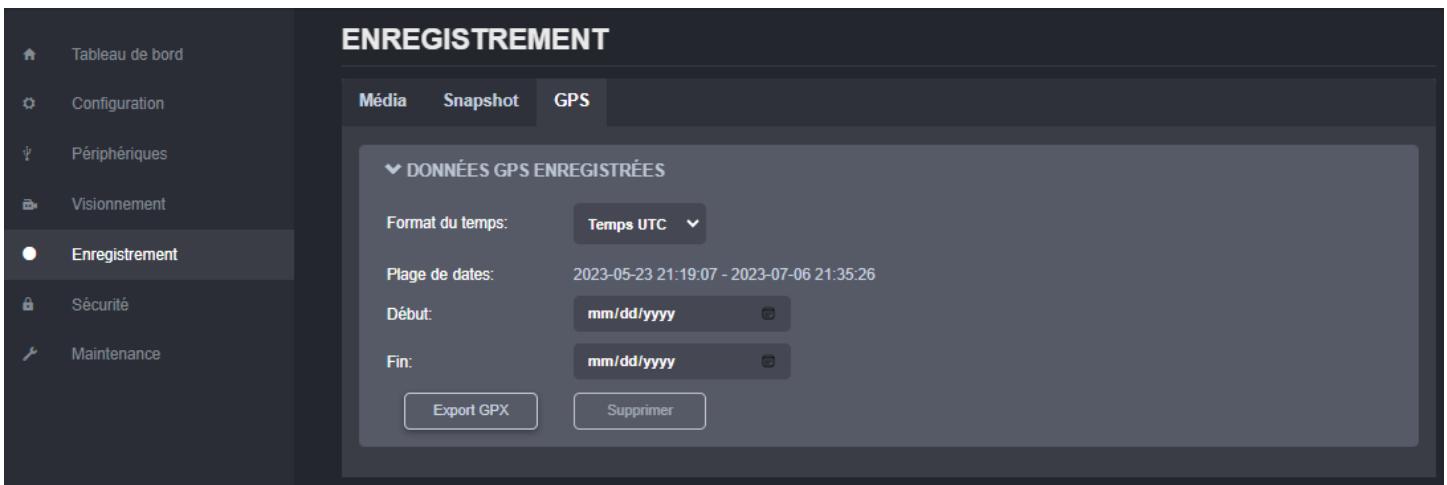 ENREGISTREMENT
Tableau de bord
Configuration
Périphériques
Visionnement
Enregistrement
Sécurité
Maintenance
Média Snapshot GPS
DONNÉES GPS ENREGISTRÉES
Format du temps: Temps UTC
Plage de dates: 2023-05-23 21:19:07 - 2023-07-06 21:35:26
Début: mm/dd/yyyy
Fin: mm/dd/yyyy
Export GPX Supprimer